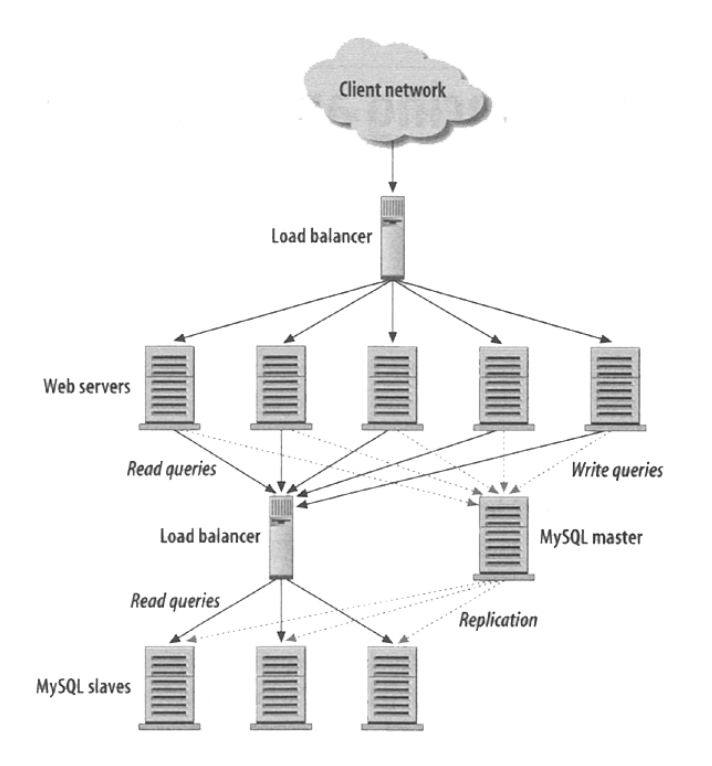 Client network
Load balancer
Web servers
Read queries
Write queries
Load balancer
MySQL master
Read queries
Replication
MySQL slaves